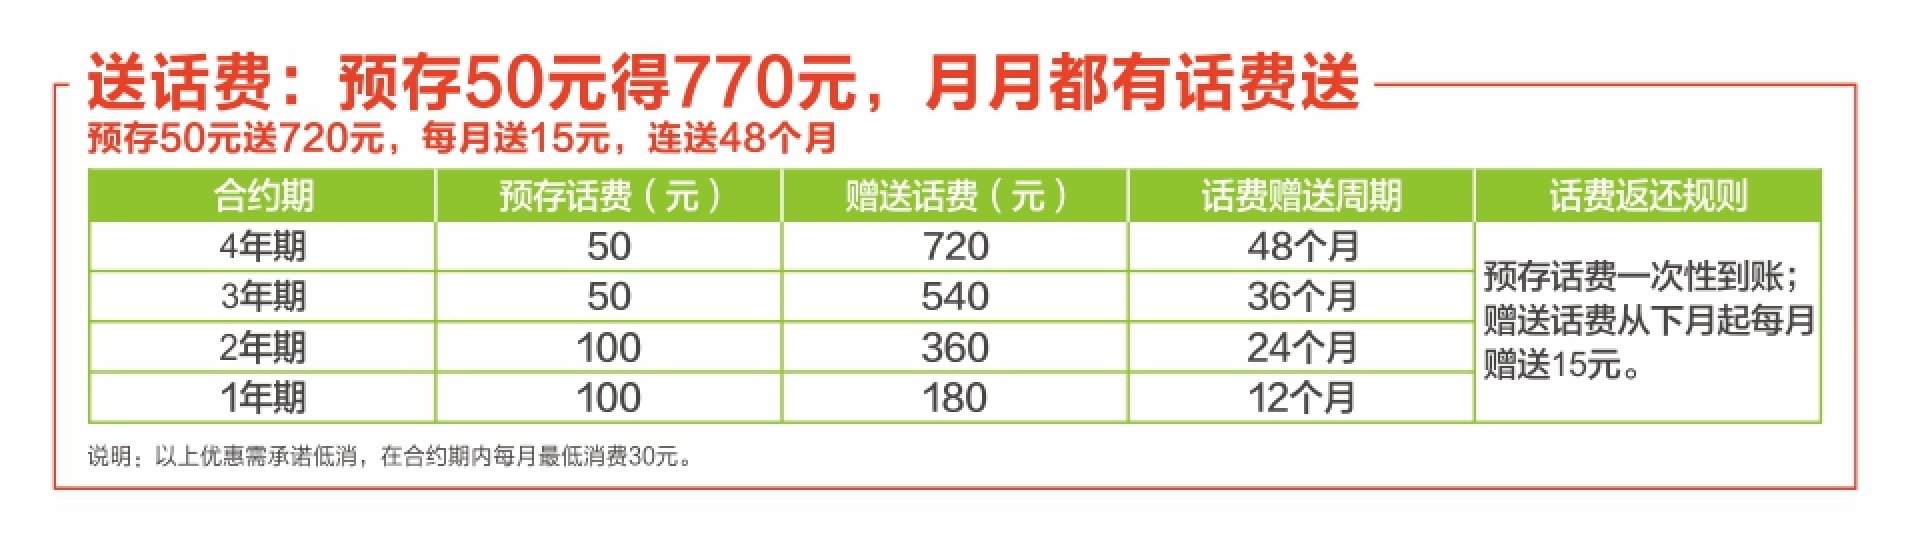 送话费：预存50元得770元，月月都有话费送
预存50元送720元，每月送15元，连送48个月
合约期 预存话费（元） 赠送话费（元） 话费赠送周期 话费返还规则
4年期 50 720 48个月
3年期 50 540 36个月
2年期 100 360 24个月
1年期 100 180 12个月
预存话费一次性到账；
赠送话费从下月起每月
赠送15元。
说明：以上优惠需承诺低消，在合约期内每月最低消费30元。